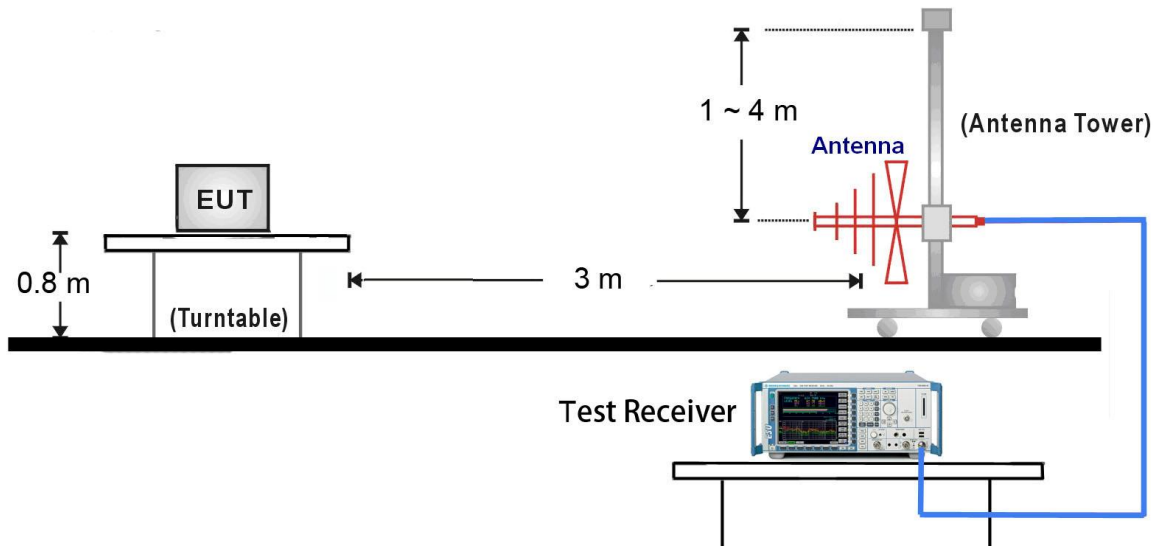 1 ~ 4 m
(Antenna Tower)
Antenna
EUT
0.8 m
3 m
(Turntable)
Test Receiver